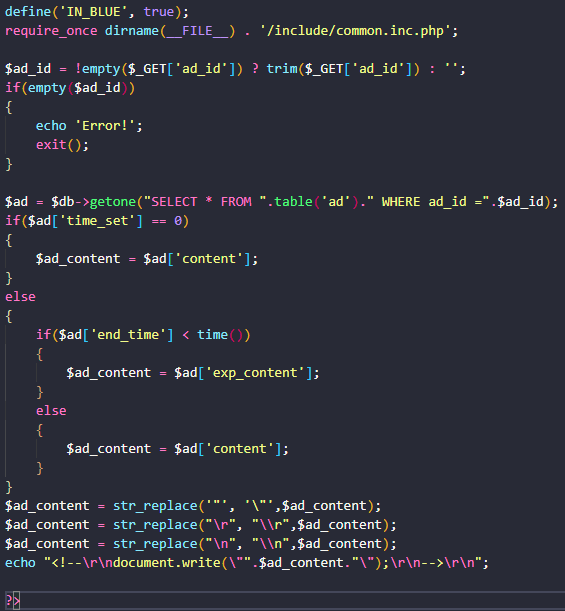 define('IN_BLUE', true);
require_once dirname(__FILE__) . '/include/common.inc.php';
$ad_id = !empty($_GET['ad_id']) ? trim($_GET['ad_id']) : '';
if(empty($ad_id))
{
    echo 'Error!';
    exit();
}
$ad = $db->getone("SELECT * FROM ".table('ad')." WHERE ad_id =".$ad_id);
if($ad['time_set'] == 0)
{
    $ad_content = $ad['content'];
}
else
{
    if($ad['end_time'] < time())
    {
        $ad_content = $ad['exp_content'];
    }
    else
    {
        $ad_content = $ad['content'];
    }
}
$ad_content = str_replace('"', '\"',$ad_content);
$ad_content = str_replace("\r", "\\r",$ad_content);
$ad_content = str_replace("\n", "\\n",$ad_content);
echo "<!--\r\ndocument.write(\"".$ad_content."\");\r\n-->\r\n";
?>